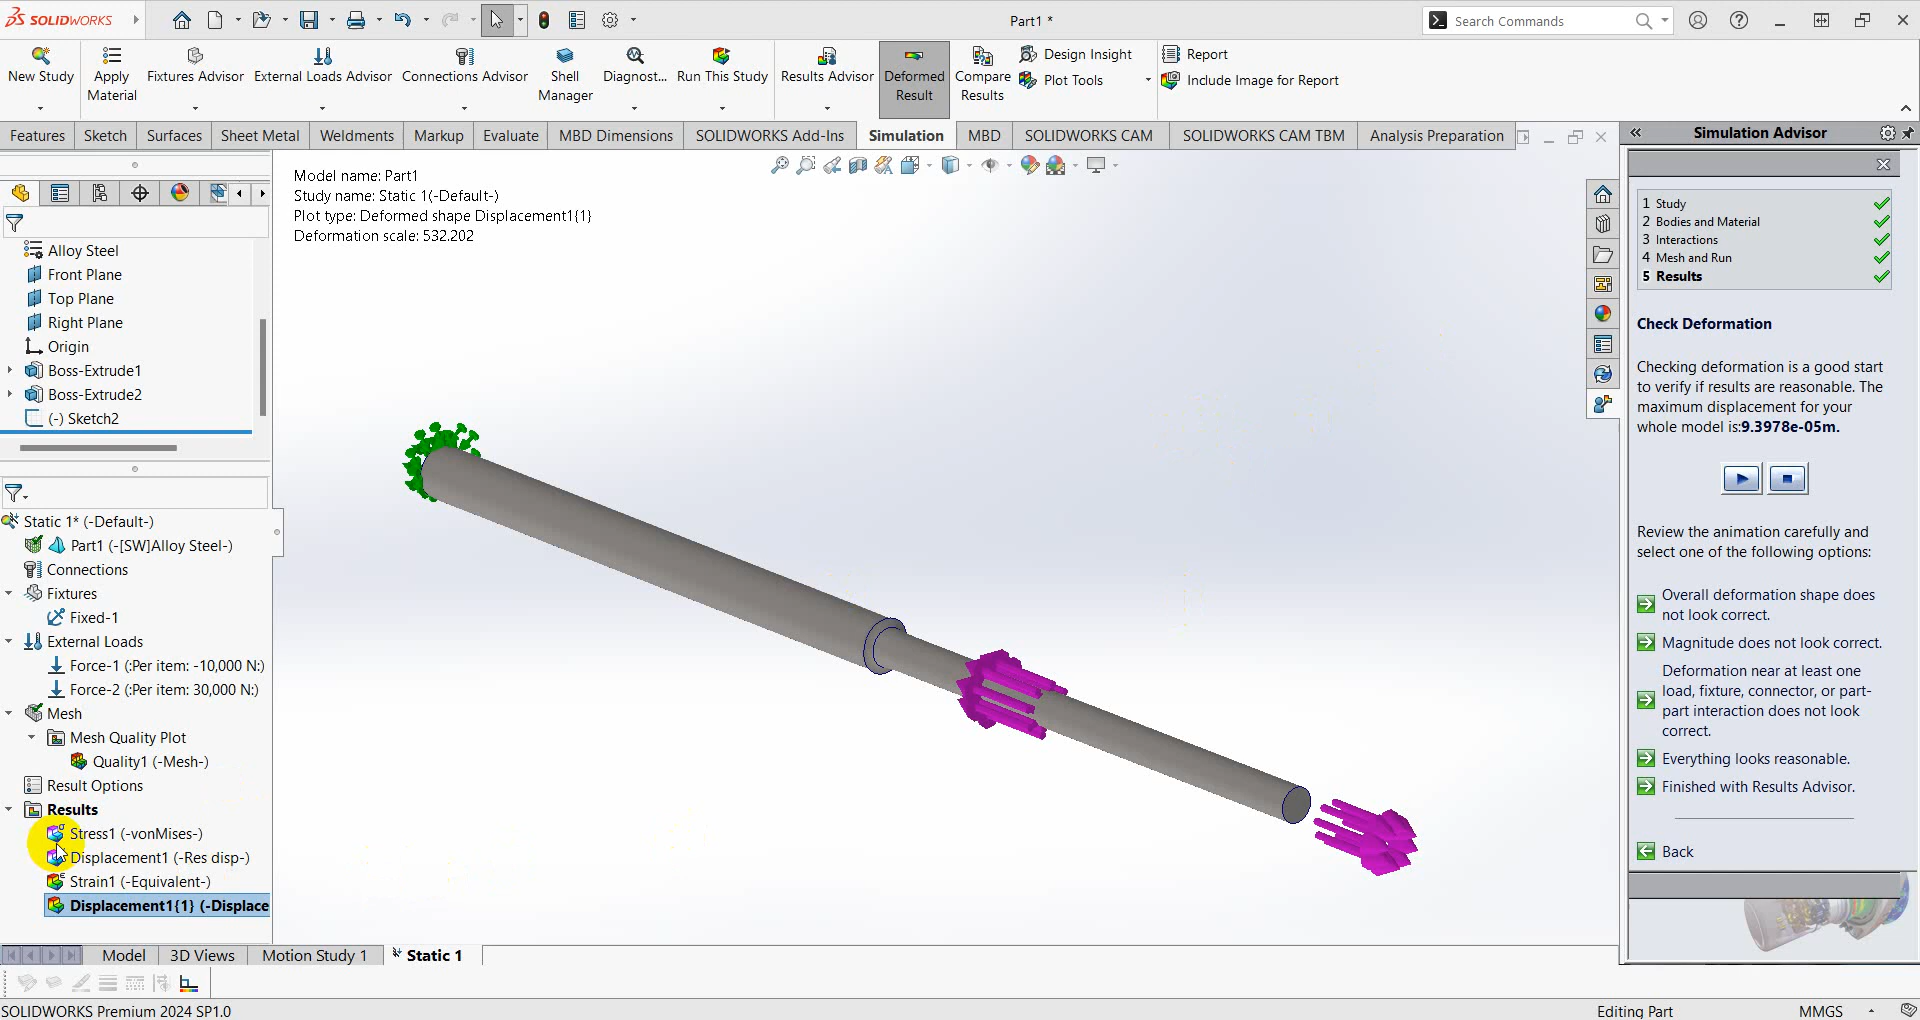 SOLIDWORKS
Part1 *
Search Commands
New Study
Apply Material
Fixtures Advisor
External Loads Advisor
Connections Advisor
Shell Manager
Diagnost...
Run This Study
Results Advisor
Deformed Result
Compare Results
Design Insight
Plot Tools
Report
Include Image for Report
Features Sketch Surfaces Sheet Metal Weldments Markup Evaluate MBD Dimensions SOLIDWORKS Add-Ins Simulation MBD SOLIDWORKS CAM SOLIDWORKS CAM TBM Analysis Preparation
Alloy Steel
Front Plane
Top Plane
Right Plane
Origin
Boss-Extrude1
Boss-Extrude2
(-) Sketch2
Static 1* (-Default-)
Part1 (-[SW]Alloy Steel-)
Connections
Fixtures
Fixed-1
External Loads
Force-1 (:Per item: -10,000 N:)
Force-2 (:Per item: 30,000 N:)
Mesh
Mesh Quality Plot
Quality1 (-Mesh-)
Result Options
Results
Stress1 (-vonMises-)
Displacement1 (-Res disp-)
Strain1 (-Equivalent-)
Displacement1{1} (-Displace
Model name: Part1
Study name: Static 1(-Default-)
Plot type: Deformed shape Displacement1{1}
Deformation scale: 532.202
Simulation Advisor
1 Study
2 Bodies and Material
3 Interactions
4 Mesh and Run
5 Results
Check Deformation
Checking deformation is a good start
to verify if results are reasonable. The
maximum displacement for your
whole model is:9.3978e-05m.
Review the animation carefully and
select one of the following options:
Overall deformation shape does
not look correct.
Magnitude does not look correct.
Deformation near at least one
load, fixture, connector, or part-
part interaction does not look
correct.
Everything looks reasonable.
Finished with Results Advisor.
Back
Model 3D Views Motion Study 1 Static 1
SOLIDWORKS Premium 2024 SP1.0
Editing Part
MMGS